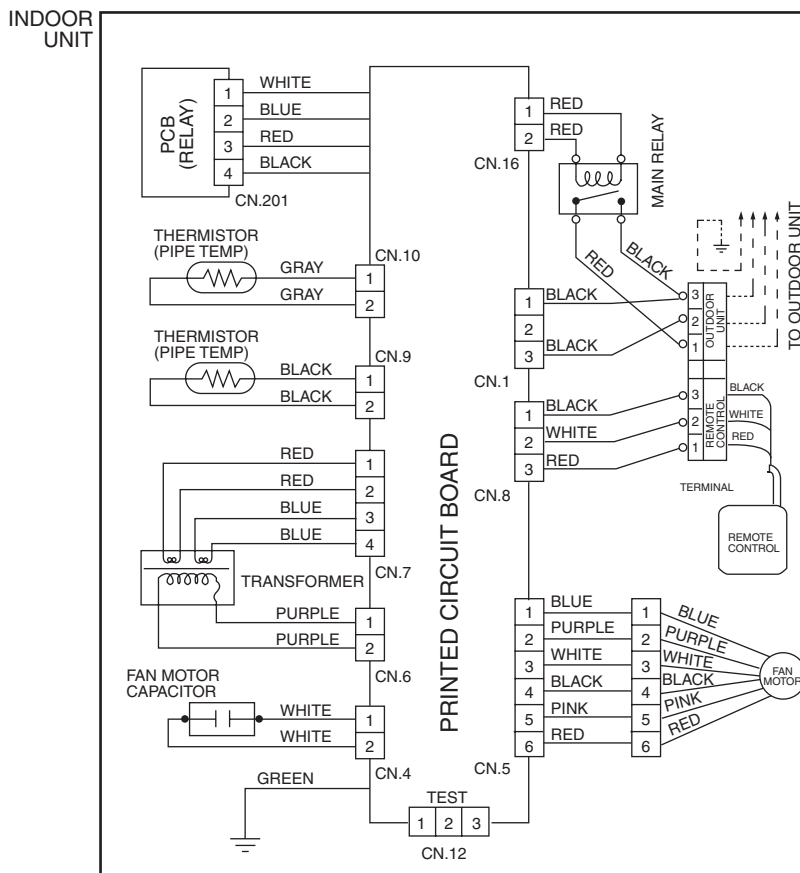 INDOOR
UNIT
PCB
(RELAY)
1
2
3
4
WHITE
BLUE
RED
BLACK
CN.201
THERMISTOR
(PIPE TEMP)
GRAY
GRAY
CN.10
1
2
THERMISTOR
(PIPE TEMP)
BLACK
BLACK
CN.9
1
2
RED
RED
BLUE
BLUE
1
2
3
4
CN.7
TRANSFORMER
PURPLE
PURPLE
1
2
CN.6
FAN MOTOR
CAPACITOR
WHITE
WHITE
1
2
CN.4
GREEN
TEST
1 2 3
CN.12
PRINTED CIRCUIT BOARD
1
2
RED
RED
CN.16
MAIN RELAY
RED
BLACK
TO OUTDOOR UNIT
1
2
3
BLACK
BLACK
CN.1
3
2
1
OUTDOOR
UNIT
1
2
3
BLACK
WHITE
RED
CN.8
3
2
1
REMOTE
CONTROL
BLACK
WHITE
RED
TERMINAL
REMOTE
CONTROL
1
2
3
4
5
6
BLUE
PURPLE
WHITE
BLACK
PINK
RED
CN.5
1
2
3
4
5
6
BLUE
PURPLE
WHITE
BLACK
PINK
RED
FAN
MOTOR